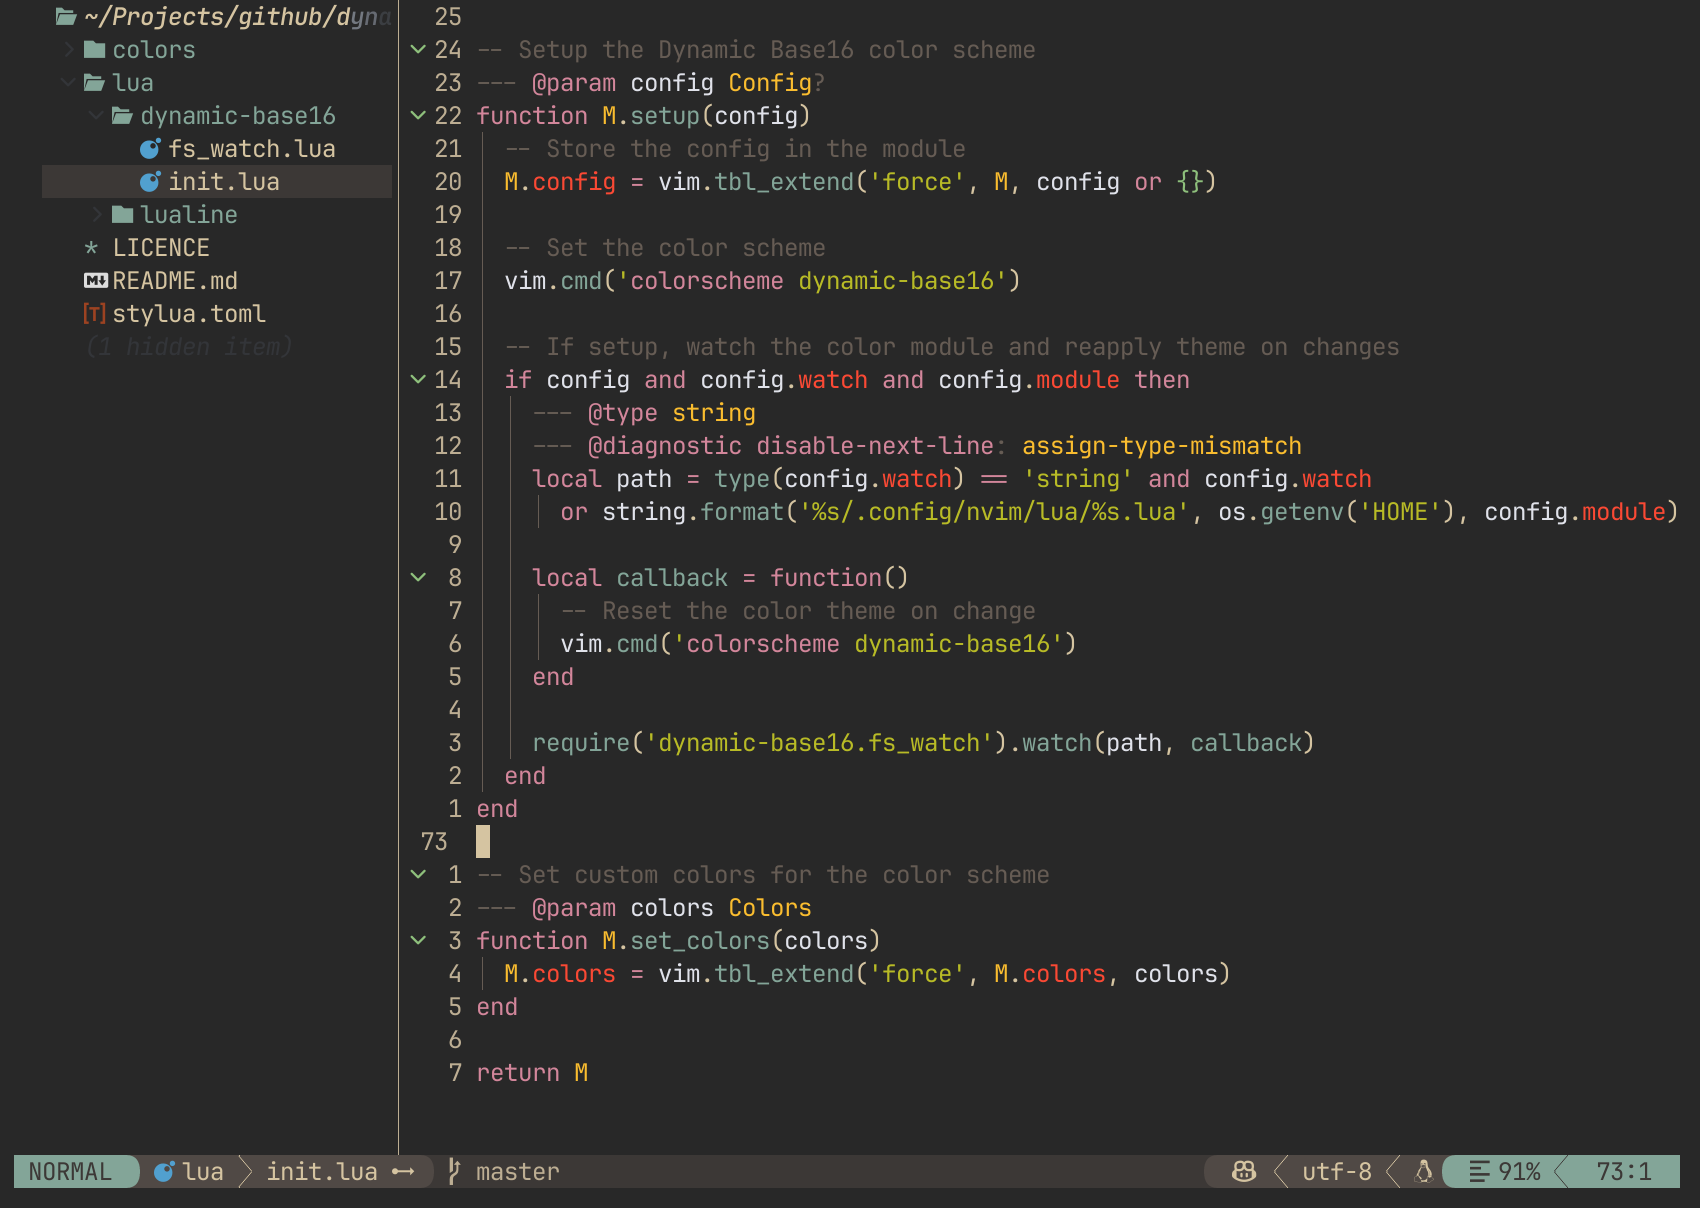 ~/Projects/github/dyna
colors
lua
dynamic-base16
fs_watch.lua
init.lua
lualine
* LICENCE
README.md
[T] stylua.toml
(1 hidden item)
25
24 -- Setup the Dynamic Base16 color scheme
23 --- @param config Config?
22 function M.setup(config)
21 -- Store the config in the module
20 M.config = vim.tbl_extend('force', M, config or {})
19
18 -- Set the color scheme
17 vim.cmd('colorscheme dynamic-base16')
16
15 -- If setup, watch the color module and reapply theme on changes
14 if config and config.watch and config.module then
13 --- @type string
12 --- @diagnostic disable-next-line: assign-type-mismatch
11 local path = type(config.watch) == 'string' and config.watch
10 or string.format('%s/.config/nvim/lua/%s.lua', os.getenv('HOME'), config.module)
9
8 local callback = function()
7 -- Reset the color theme on change
6 vim.cmd('colorscheme dynamic-base16')
5 end
4
3 require('dynamic-base16.fs_watch').watch(path, callback)
2 end
1 end
73
1 -- Set custom colors for the color scheme
2 --- @param colors Colors
3 function M.set_colors(colors)
4 M.colors = vim.tbl_extend('force', M.colors, colors)
5 end
6
7 return M
NORMAL lua init.lua master utf-8 91% 73:1